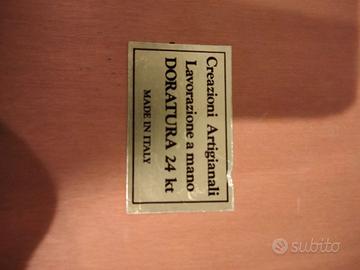 Creazioni Artigianali
Lavorazione a mano
DORATURA 24 kt
MADE IN ITALY
subito